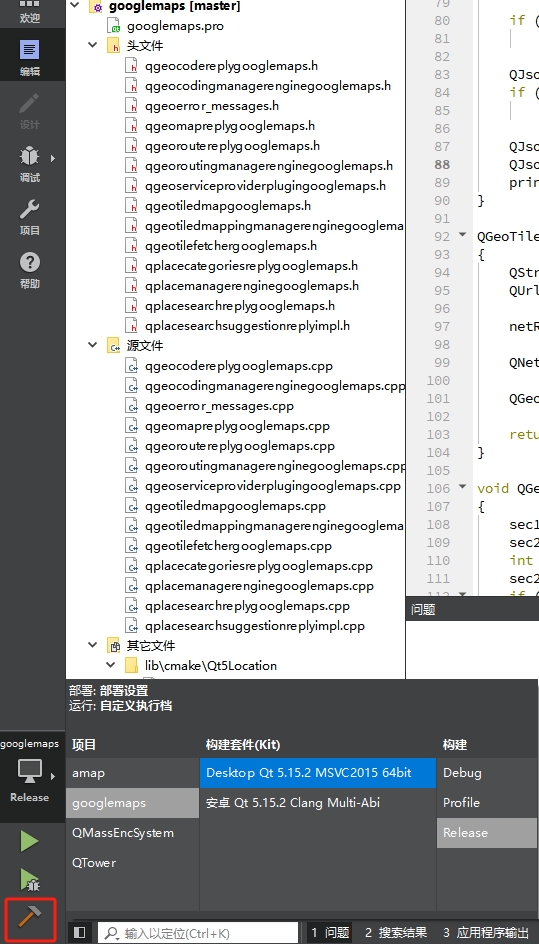 欢迎
编辑
设计
调试
项目
帮助
googlemaps [master]
googlemaps.pro
头文件
qgeocodereplygooglemaps.h
qgeocodingmanagerenginegooglemaps.h
qgeoerror_messages.h
qgeomapreplygooglemaps.h
qgeoroutereplygooglemaps.h
qgeoroutingmanagerenginegooglemaps.h
qgeoserviceproviderplugingooglemaps.h
qgeotiledmapgooglemaps.h
qgeotiledmappingmanagerenginegooglema
qgeotilefetchergooglemaps.h
qplacecategoriesreplygooglemaps.h
qplacemanagerenginegooglemaps.h
qplacesearchreplygooglemaps.h
qplacesearchsuggestionreplyimpl.h
源文件
qgeocodereplygooglemaps.cpp
qgeocodingmanagerenginegooglemaps.cpp
qgeoerror_messages.cpp
qgeomapreplygooglemaps.cpp
qgeoroutereplygooglemaps.cpp
qgeoroutingmanagerenginegooglemaps.cpp
qgeoserviceproviderplugingooglemaps.cpp
qgeotiledmapgooglemaps.cpp
qgeotiledmappingmanagerenginegooglema
qgeotilefetchergooglemaps.cpp
qplacecategoriesreplygooglemaps.cpp
qplacemanagerenginegooglemaps.cpp
qplacesearchreplygooglemaps.cpp
qplacesearchsuggestionreplyimpl.cpp
其它文件
lib\cmake\Qt5Location
79
80 if (
81
82
83 QJso
84 if (
85
86
87 QJso
88 QJso
89 prin
90 }
91
92 QGeoTile
93 {
94 QStr
95 QUrl
96
97 netR
98
99 QNet
100
101 QGeo
102
103 retu
104 }
105
106 void QGe
107 {
108 sec1
109 sec2
110 int
111 sec2
112 if (
问题
部署: 部署设置
运行: 自定义执行档
googlemaps
Release
项目 构建套件(Kit) 构建
amap Desktop Qt 5.15.2 MSVC2015 64bit Debug
googlemaps 安卓 Qt 5.15.2 Clang Multi-Abi Profile
QMassEncSystem Release
QTower
输入以定位(Ctrl+K) 1 问题 2 搜索结果 3 应用程序输出